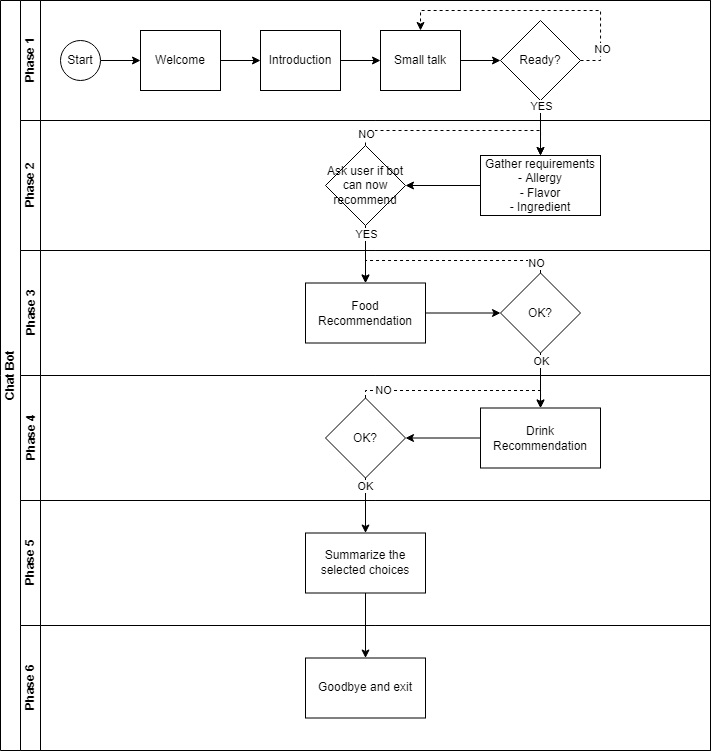 Chat Bot
Phase 1
Start
Welcome
Introduction
Small talk
Ready?
NO
YES
Phase 2
NO
Ask user if bot
can now
recommend
YES
Gather requirements
- Allergy
- Flavor
- Ingredient
Phase 3
NO
Food
Recommendation
OK?
OK
Phase 4
NO
OK?
OK
Drink
Recommendation
Phase 5
Summarize the
selected choices
Phase 6
Goodbye and exit